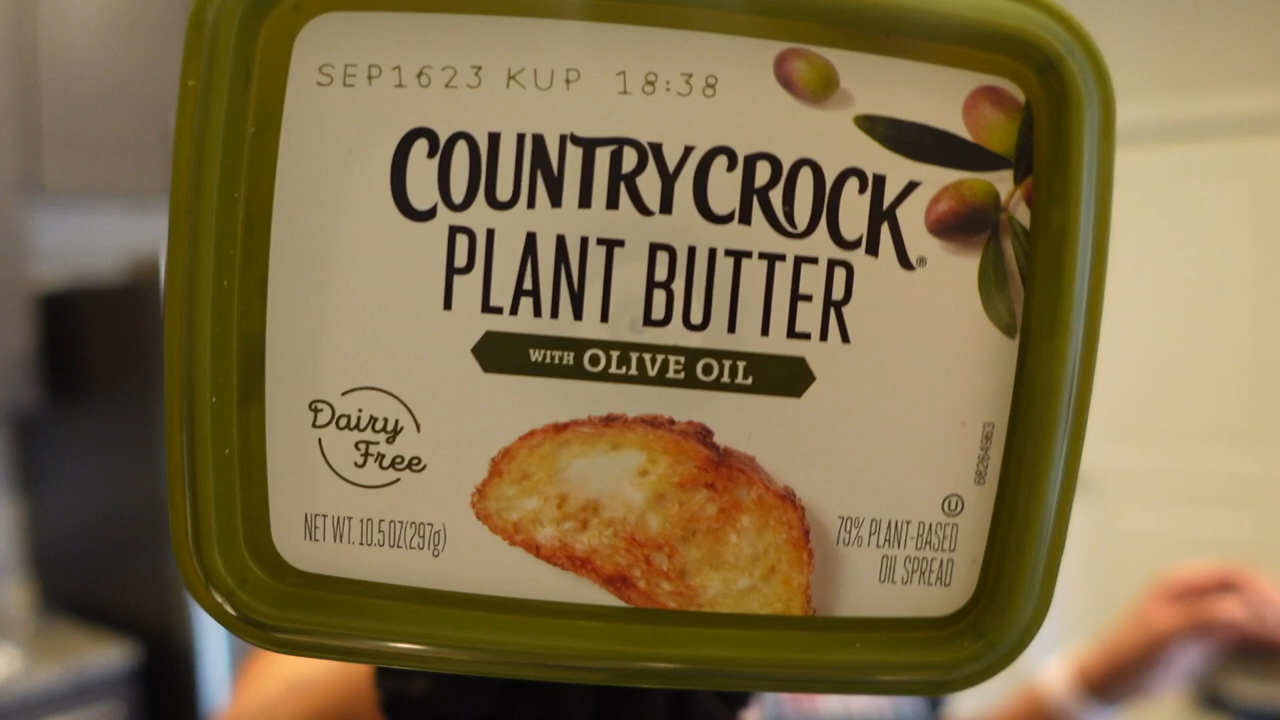 SEP1623 KUP 18:38
COUNTRY CROCK®
PLANT BUTTER
WITH OLIVE OIL
Dairy
Free
NET WT. 10.5 OZ (297g)
68264963
U
79% PLANT-BASED
OIL SPREAD